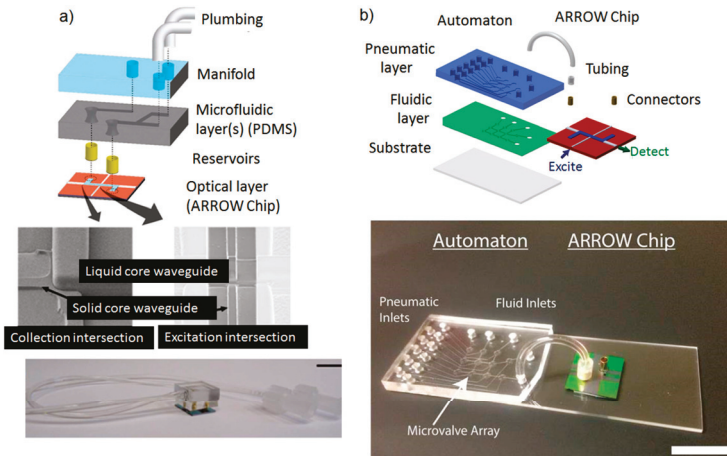 a)
Plumbing
Manifold
Microfluidic
layer(s) (PDMS)
Reservoirs
Optical layer
(ARROW Chip)
Liquid core waveguide
Solid core waveguide
Collection intersection
Excitation intersection
b)
Automaton
ARROW Chip
Pneumatic
layer
Tubing
Fluidic
layer
Connectors
Substrate
Excite
Detect
Automaton
ARROW Chip
Pneumatic
Inlets
Fluid Inlets
Microvalve Array